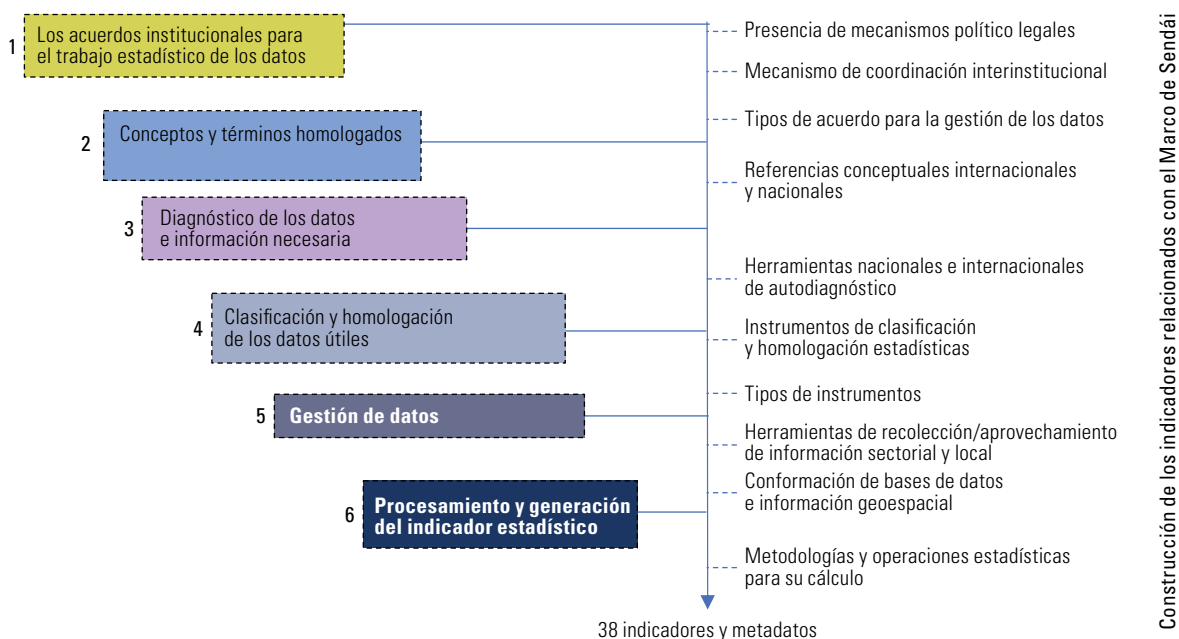 1
Los acuerdos institucionales para
el trabajo estadístico de los datos
2
Conceptos y términos homologados
3
Diagnóstico de los datos
e información necesaria
4
Clasificación y homologación
de los datos útiles
5
Gestión de datos
6
Procesamiento y generación
del indicador estadístico
Presencia de mecanismos político legales
Mecanismo de coordinación interinstitucional
Tipos de acuerdo para la gestión de los datos
Referencias conceptuales internacionales
y nacionales
Herramientas nacionales e internacionales
de autodiagnóstico
Instrumentos de clasificación
y homologación estadísticas
Tipos de instrumentos
Herramientas de recolección/aprovechamiento
de información sectorial y local
Conformación de bases de datos
e información geoespacial
Metodologías y operaciones estadísticas
para su cálculo
38 indicadores y metadatos
Construcción de los indicadores relacionados con el Marco de Sendái